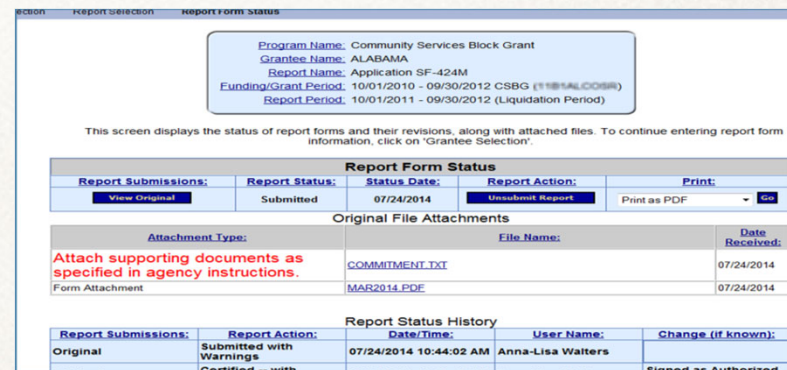 ection Report Selection Report Form Status
Program Name: Community Services Block Grant
Grantee Name: ALABAMA
Report Name: Application SF-424M
Funding/Grant Period: 10/01/2010 - 09/30/2012 CSBG
Report Period: 10/01/2011 - 09/30/2012 (Liquidation Period)
This screen displays the status of report forms and their revisions, along with attached files. To continue entering report form
information, click on 'Grantee Selection'.
Report Form Status
Report Submissions: Report Status: Status Date: Report Action: Print:
View Original Submitted 07/24/2014 Unsubmit Report Print as PDF Go
Original File Attachments
Attachment Type: File Name: Date
Received:
Attach supporting documents as
specified in agency instructions. COMMITMENT.TXT 07/24/2014
Form Attachment MAR2014.PDF 07/24/2014
Report Status History
Report Submissions: Report Action: Date/Time: User Name: Change (if known):
Original Submitted with
Warnings 07/24/2014 10:44:02 AM Anna-Lisa Walters
Certified -- with Signed as Authorized